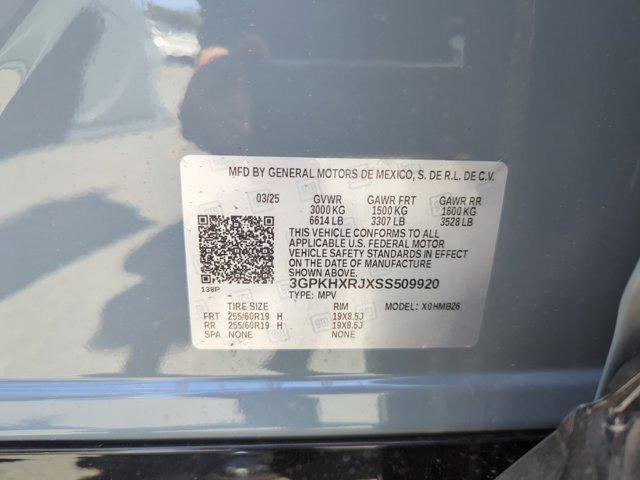 MFD BY GENERAL MOTORS DE MEXICO, S. DE R.L. DE C.V.
03/25 GVWR GAWR FRT GAWR RR
3000 KG 1500 KG 1600 KG
6614 LB 3307 LB 3528 LB
THIS VEHICLE CONFORMS TO ALL
APPLICABLE U.S. FEDERAL MOTOR
VEHICLE SAFETY STANDARDS IN EFFECT
ON THE DATE OF MANUFACTURE
SHOWN ABOVE.
138P 3GPKHXRJXSS509920
TYPE: MPV
TIRE SIZE RIM MODEL: X0HMB26
FRT 255/60R19 H 19X8.5J
RR 255/60R19 H 19X8.5J
SPA NONE NONE